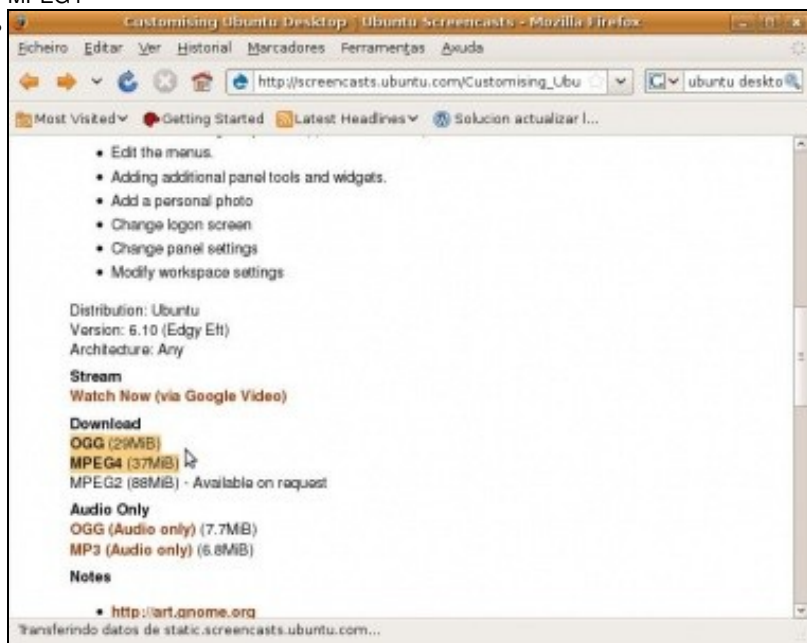 MPEG4
Customising Ubuntu Desktop | Ubuntu Screencasts - Mozilla Firefox
Ficheiro Editar Ver Historial Marcadores Ferramentas Axuda
http://screencasts.ubuntu.com/Customising_Ubu
ubuntu deskto
Most Visited Getting Started Latest Headlines Solucion actualizar l...
• Edit the menus.
• Adding additional panel tools and widgets.
• Add a personal photo
• Change logon screen
• Change panel settings
• Modify workspace settings
Distribution: Ubuntu
Version: 6.10 (Edgy Eft)
Architecture: Any
Stream
Watch Now (via Google Video)
Download
OGG (29MiB)
MPEG4 (37MiB)
MPEG2 (88MiB) - Available on request
Audio Only
OGG (Audio only) (7.7MiB)
MP3 (Audio only) (6.8MiB)
Notes
• http://art.gnome.org
Transferindo datos de static.screencasts.ubuntu.com...